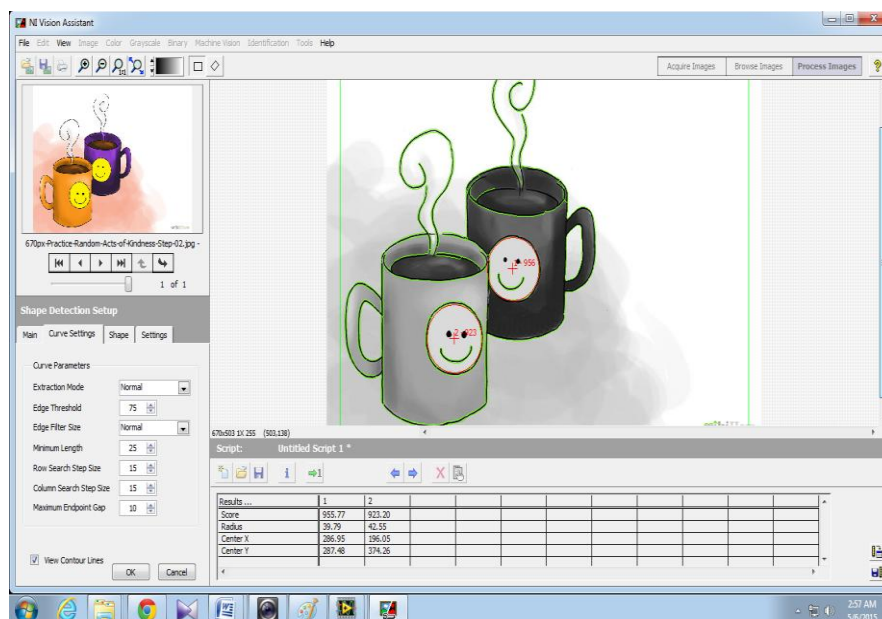 NI Vision Assistant
File Edit View Image Color Grayscale Binary Machine Vision Identification Tools Help
Acquire Images Browse Images Process Images
670px-Practice-Random-Acts-of-Kindness-Step-02.jpg -
1 of 1
Shape Detection Setup
Main Curve Settings Shape Settings
Curve Parameters
Extraction Mode Normal
Edge Threshold 75
Edge Filter Size Normal
Minimum Length 25
Row Search Step Size 15
Column Search Step Size 15
Maximum Endpoint Gap 10
View Contour Lines
OK Cancel
956
2 923
670x503 1X 255 (503,138)
Script: Untitled Script 1 *
Results ... 1 2
Score 955.77 923.20
Radius 39.79 42.55
Center X 286.95 196.05
Center Y 287.48 374.26
2:57 AM
5/6/2015